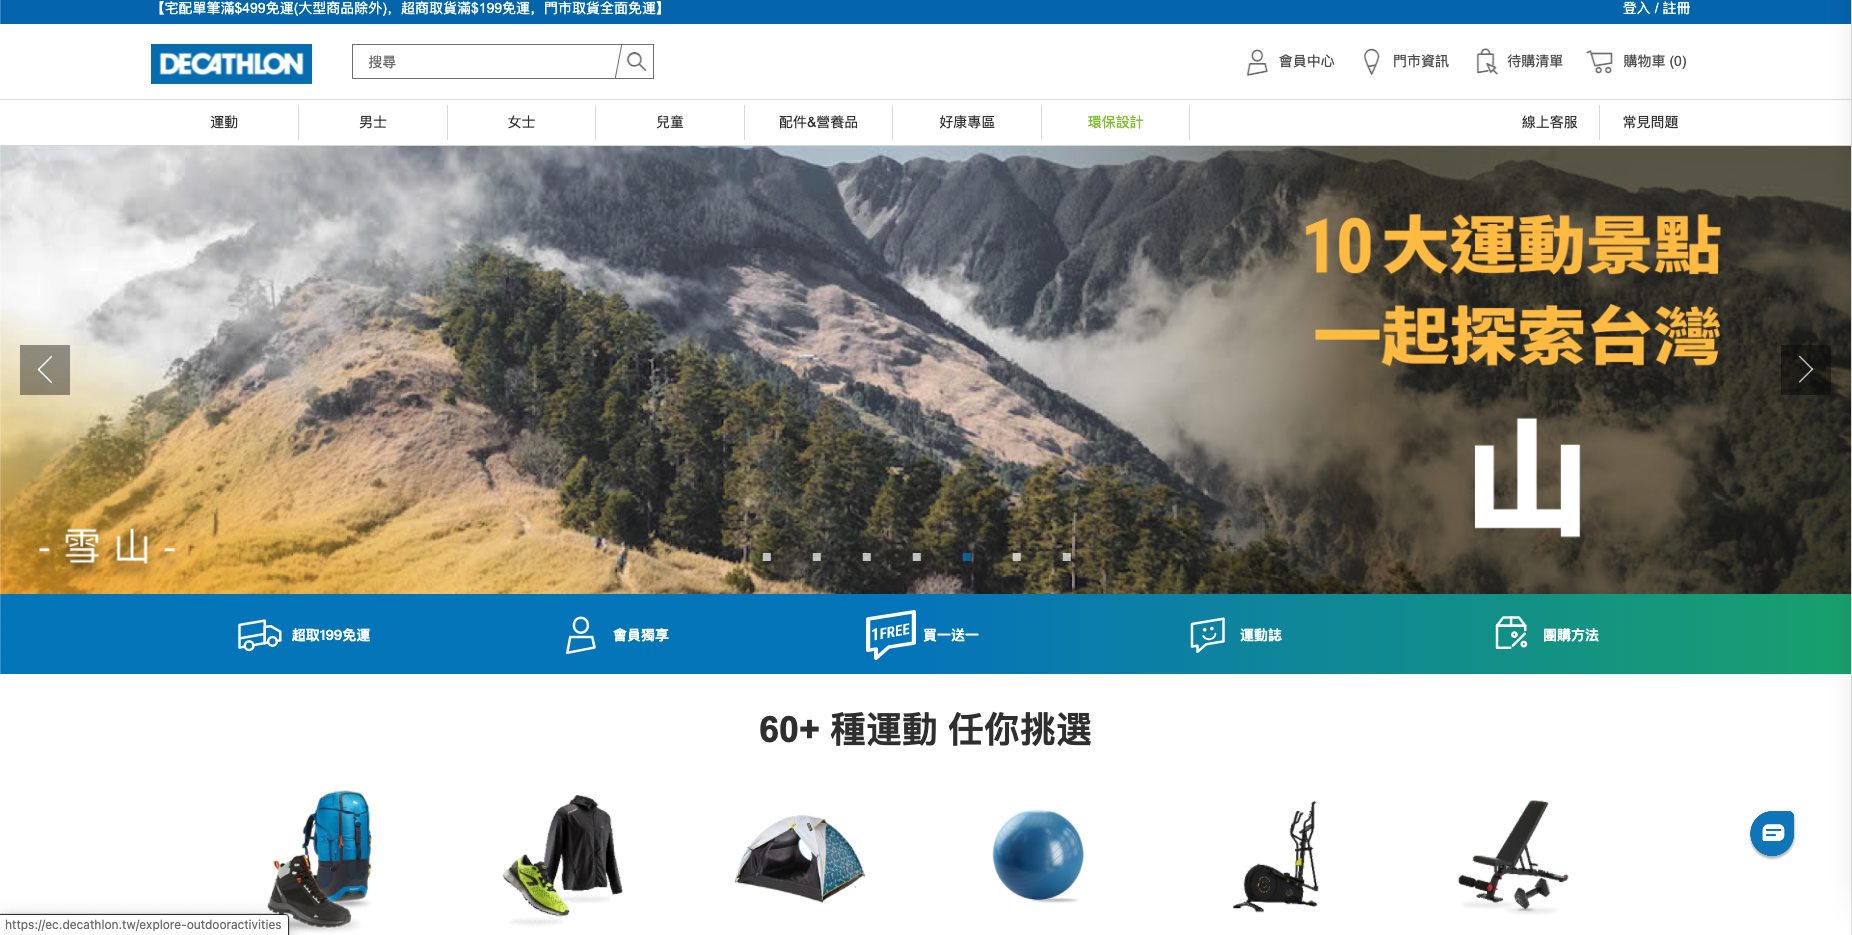 【宅配單筆滿$499免運(大型商品除外)，超商取貨滿$199免運，門市取貨全面免運】
登入 / 註冊
DECATHLON
搜尋
會員中心
門市資訊
待購清單
購物車 (0)
運動
男士
女士
兒童
配件&營養品
好康專區
環保設計
線上客服
常見問題
10大運動景點
一起探索台灣
山
- 雪山 -
超取199免運
會員獨享
1FREE
買一送一
運動誌
團購方法
60+ 種運動 任你挑選
https://ec.decathlon.tw/explore-outdooractivities